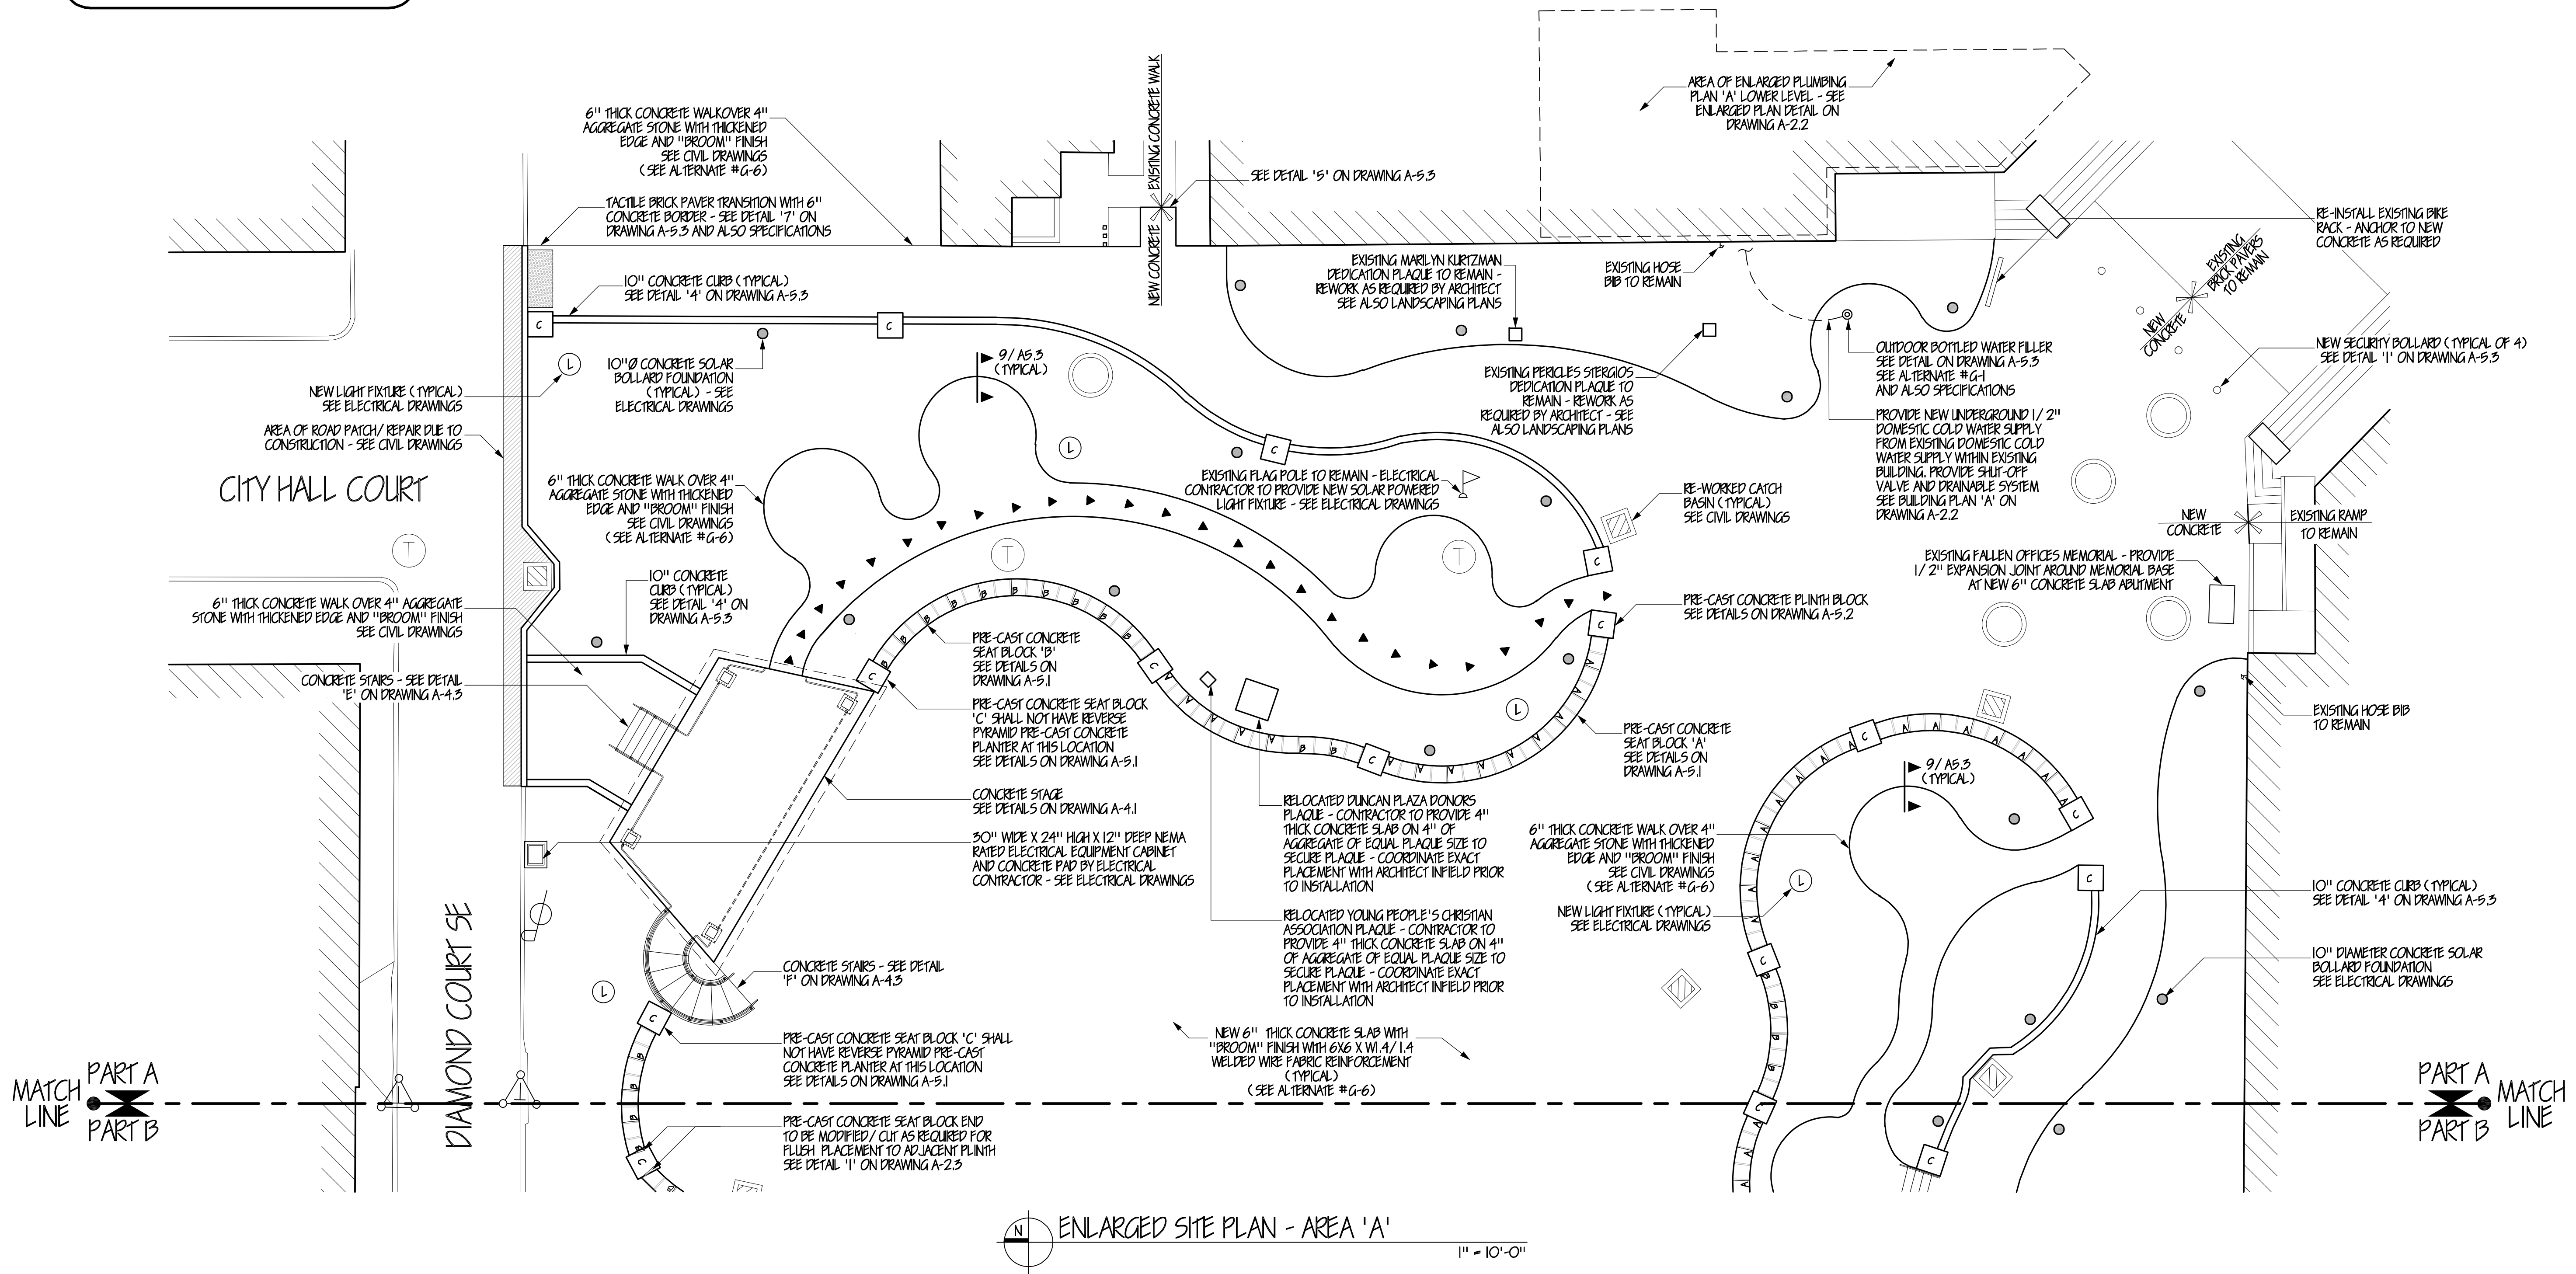 6" THICK CONCRETE WALKOVER 4"
AGGREGATE STONE WITH THICKENED
EDGE AND "BROOM" FINISH
SEE CIVIL DRAWINGS
(SEE ALTERNATE #G-6)
TACTILE BRICK PAVER TRANSITION WITH 6"
CONCRETE BORDER - SEE DETAIL '7' ON
DRAWING A-5.3 AND ALSO SPECIFICATIONS
10" CONCRETE CURB (TYPICAL)
SEE DETAIL '4' ON DRAWING A-5.3
NEW CONCRETE
EXISTING CONCRETE WALK
SEE DETAIL '5' ON DRAWING A-5.3
AREA OF ENLARGED PLUMBING
PLAN 'A' LOWER LEVEL - SEE
ENLARGED PLAN DETAIL ON
DRAWING A-2.2
EXISTING MARILYN KURTZMAN
DEDICATION PLAQUE TO REMAIN -
REWORK AS REQUIRED BY ARCHITECT
SEE ALSO LANDSCAPING PLANS
EXISTING HOSE
BIB TO REMAIN
RE-INSTALL EXISTING BIKE
RACK - ANCHOR TO NEW
CONCRETE AS REQUIRED
EXISTING
BRICK PAVERS
TO REMAIN
NEW
CONCRETE
NEW SECURITY BOLLARD (TYPICAL OF 4)
SEE DETAIL '1' ON DRAWING A-5.3
OUTDOOR BOTTLED WATER FILLER
SEE DETAIL ON DRAWING A-5.3
SEE ALTERNATE #G-1
AND ALSO SPECIFICATIONS
EXISTING PERICLES STERGIOS
DEDICATION PLAQUE TO
REMAIN - REWORK AS
REQUIRED BY ARCHITECT - SEE
ALSO LANDSCAPING PLANS
PROVIDE NEW UNDERGROUND 1/2"
DOMESTIC COLD WATER SUPPLY
FROM EXISTING DOMESTIC COLD
WATER SUPPLY WITHIN EXISTING
BUILDING. PROVIDE SHUT-OFF
VALVE AND DRAINABLE SYSTEM
SEE BUILDING PLAN 'A' ON
DRAWING A-2.2
C
C
9/A5.3
(TYPICAL)
10"Ø CONCRETE SOLAR
BOLLARD FOUNDATION
(TYPICAL) - SEE
ELECTRICAL DRAWINGS
L
NEW LIGHT FIXTURE (TYPICAL)
SEE ELECTRICAL DRAWINGS
AREA OF ROAD PATCH/REPAIR DUE TO
CONSTRUCTION - SEE CIVIL DRAWINGS
CITY HALL COURT
T
L
C
6" THICK CONCRETE WALK OVER 4"
AGGREGATE STONE WITH THICKENED
EDGE AND "BROOM" FINISH
SEE CIVIL DRAWINGS
(SEE ALTERNATE #G-6)
EXISTING FLAG POLE TO REMAIN - ELECTRICAL
CONTRACTOR TO PROVIDE NEW SOLAR POWERED
LIGHT FIXTURE - SEE ELECTRICAL DRAWINGS
RE-WORKED CATCH
BASIN (TYPICAL)
SEE CIVIL DRAWINGS
NEW
CONCRETE
EXISTING RAMP
TO REMAIN
T
T
C
EXISTING FALLEN OFFICES MEMORIAL - PROVIDE
1/2" EXPANSION JOINT AROUND MEMORIAL BASE
AT NEW 6" CONCRETE SLAB ABUTMENT
6" THICK CONCRETE WALK OVER 4" AGGREGATE
STONE WITH THICKENED EDGE AND "BROOM" FINISH
SEE CIVIL DRAWINGS
10" CONCRETE
CURB (TYPICAL)
SEE DETAIL '4' ON
DRAWING A-5.3
PRE-CAST CONCRETE PLINTH BLOCK
SEE DETAILS ON DRAWING A-5.2
C
CONCRETE STAIRS - SEE DETAIL
'E' ON DRAWING A-4.3
PRE-CAST CONCRETE
SEAT BLOCK 'B'
SEE DETAILS ON
DRAWING A-5.1
C
C
PRE-CAST CONCRETE SEAT BLOCK
'C' SHALL NOT HAVE REVERSE
PYRAMID PRE-CAST CONCRETE
PLANTER AT THIS LOCATION
SEE DETAILS ON DRAWING A-5.1
L
C
PRE-CAST CONCRETE
SEAT BLOCK 'A'
SEE DETAILS ON
DRAWING A-5.1
EXISTING HOSE BIB
TO REMAIN
C
C
9/A5.3
(TYPICAL)
CONCRETE STAGE
SEE DETAILS ON DRAWING A-4.1
30" WIDE X 24" HIGH X 12" DEEP NEMA
RATED ELECTRICAL EQUIPMENT CABINET
AND CONCRETE PAD BY ELECTRICAL
CONTRACTOR - SEE ELECTRICAL DRAWINGS
RELOCATED DUNCAN PLAZA DONORS
PLAQUE - CONTRACTOR TO PROVIDE 4"
THICK CONCRETE SLAB ON 4" OF
AGGREGATE OF EQUAL PLAQUE SIZE TO
SECURE PLAQUE - COORDINATE EXACT
PLACEMENT WITH ARCHITECT INFIELD PRIOR
TO INSTALLATION
6" THICK CONCRETE WALK OVER 4"
AGGREGATE STONE WITH THICKENED
EDGE AND "BROOM" FINISH
SEE CIVIL DRAWINGS
(SEE ALTERNATE #G-6)
L
C
NEW LIGHT FIXTURE (TYPICAL)
SEE ELECTRICAL DRAWINGS
10" CONCRETE CURB (TYPICAL)
SEE DETAIL '4' ON DRAWING A-5.3
RELOCATED YOUNG PEOPLE'S CHRISTIAN
ASSOCIATION PLAQUE - CONTRACTOR TO
PROVIDE 4" THICK CONCRETE SLAB ON 4"
OF AGGREGATE OF EQUAL PLAQUE SIZE TO
SECURE PLAQUE - COORDINATE EXACT
PLACEMENT WITH ARCHITECT INFIELD PRIOR
TO INSTALLATION
C
10" DIAMETER CONCRETE SOLAR
BOLLARD FOUNDATION
SEE ELECTRICAL DRAWINGS
CONCRETE STAIRS - SEE DETAIL
'F' ON DRAWING A-4.3
L
C
DIAMOND COURT SE
PRE-CAST CONCRETE SEAT BLOCK 'C' SHALL
NOT HAVE REVERSE PYRAMID PRE-CAST
CONCRETE PLANTER AT THIS LOCATION
SEE DETAILS ON DRAWING A-5.1
NEW 6" THICK CONCRETE SLAB WITH
"BROOM" FINISH WITH 6X6 X W1.4/1.4
WELDED WIRE FABRIC REINFORCEMENT
(TYPICAL)
(SEE ALTERNATE #G-6)
MATCH
LINE
PART A
PART B
C
PART A
PART B
MATCH
LINE
PRE-CAST CONCRETE SEAT BLOCK END
TO BE MODIFIED/CUT AS REQUIRED FOR
FLUSH PLACEMENT TO ADJACENT PLINTH
SEE DETAIL '1' ON DRAWING A-2.3
C
C
N
ENLARGED SITE PLAN - AREA 'A'
1" = 10'-0"